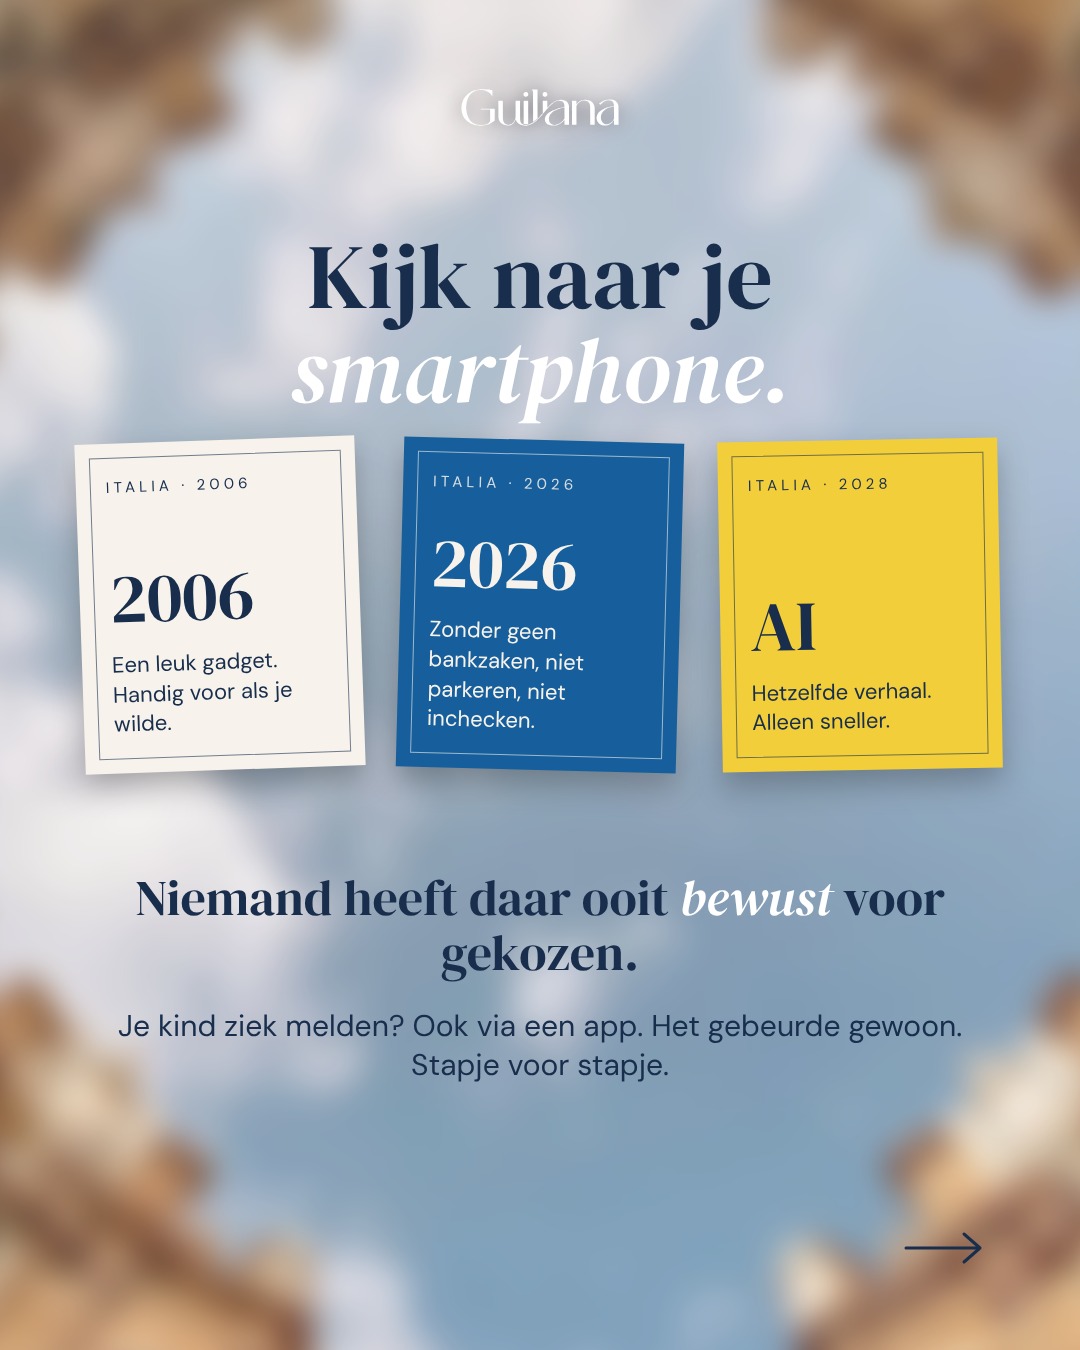 Guiliana
Kijk naar je
smartphone.
ITALIA · 2006
2006
Een leuk gadget.
Handig voor als je
wilde.
ITALIA · 2026
2026
Zonder geen
bankzaken, niet
parkeren, niet
inchecken.
ITALIA · 2028
AI
Hetzelfde verhaal.
Alleen sneller.
Niemand heeft daar ooit bewust voor
gekozen.
Je kind ziek melden? Ook via een app. Het gebeurde gewoon.
Stapje voor stapje.